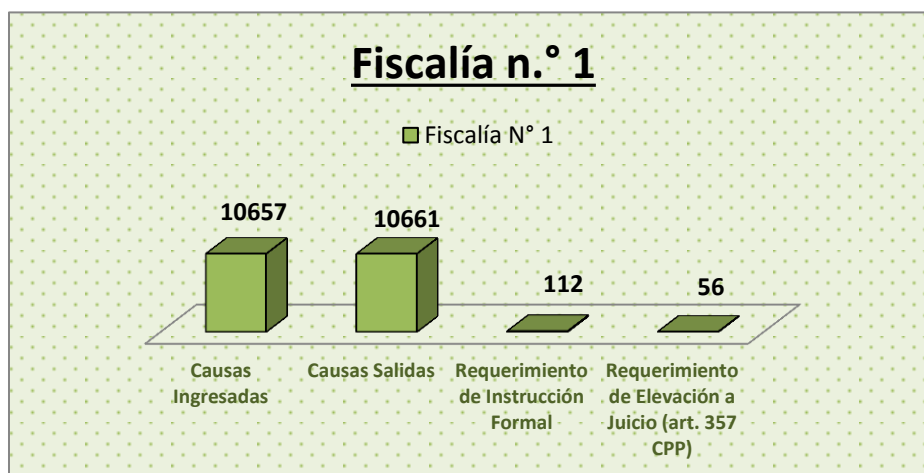 Fiscalía n.° 1
Fiscalía N° 1
10657
10661
112
56
Causas
Ingresadas
Causas Salidas
Requerimiento
de Instrucción
Formal
Requerimiento
de Elevación a
Juicio (art. 357
CPP)